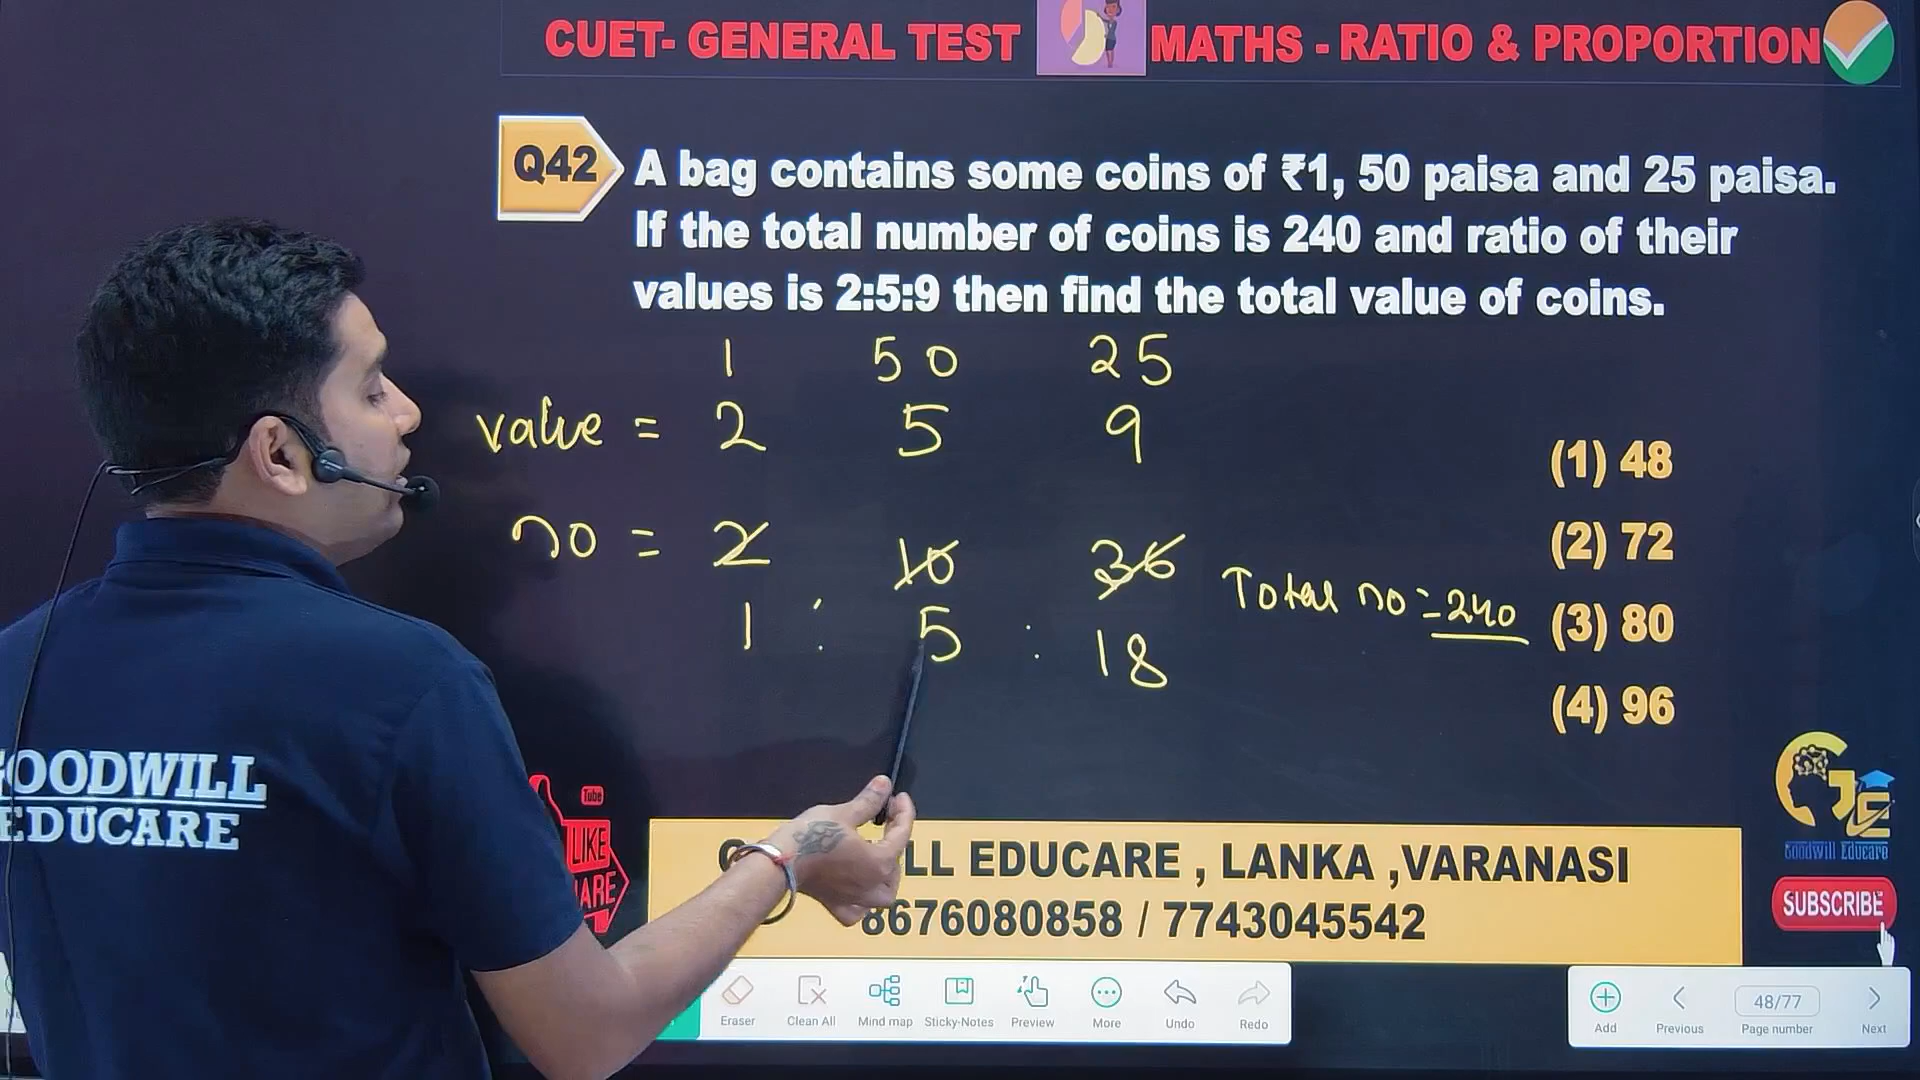 CUET- GENERAL TEST MATHS - RATIO & PROPORTION
Q42 A bag contains some coins of ₹1, 50 paisa and 25 paisa.
If the total number of coins is 240 and ratio of their
values is 2:5:9 then find the total value of coins.
1 50 25
value = 2 5 9
(1) 48
no = 2 10 36
(2) 72
Total no = 240
1 : 5 : 18
(3) 80
(4) 96
GOODWILL
EDUCARE
Tube
LIKE
GE
Goodwill Educare
LL EDUCARE , LANKA ,VARANASI
8676080858 / 7743045542
SUBSCRIBE
Eraser Clean All Mind map Sticky-Notes Preview More Undo Redo
48/77
Add Previous Page number Next